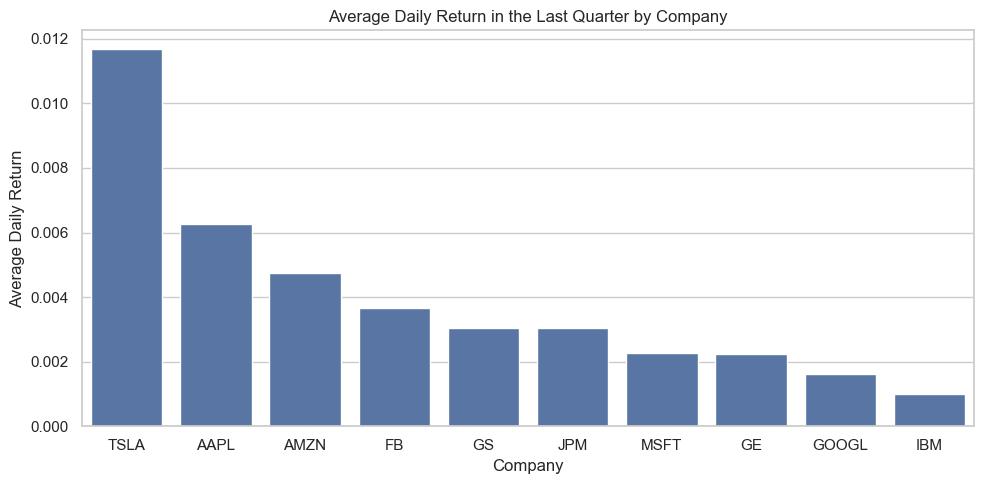 Average Daily Return in the Last Quarter by Company
Average Daily Return
0.012
0.010
0.008
0.006
0.004
0.002
0.000
TSLA AAPL AMZN FB GS JPM MSFT GE GOOGL IBM
Company